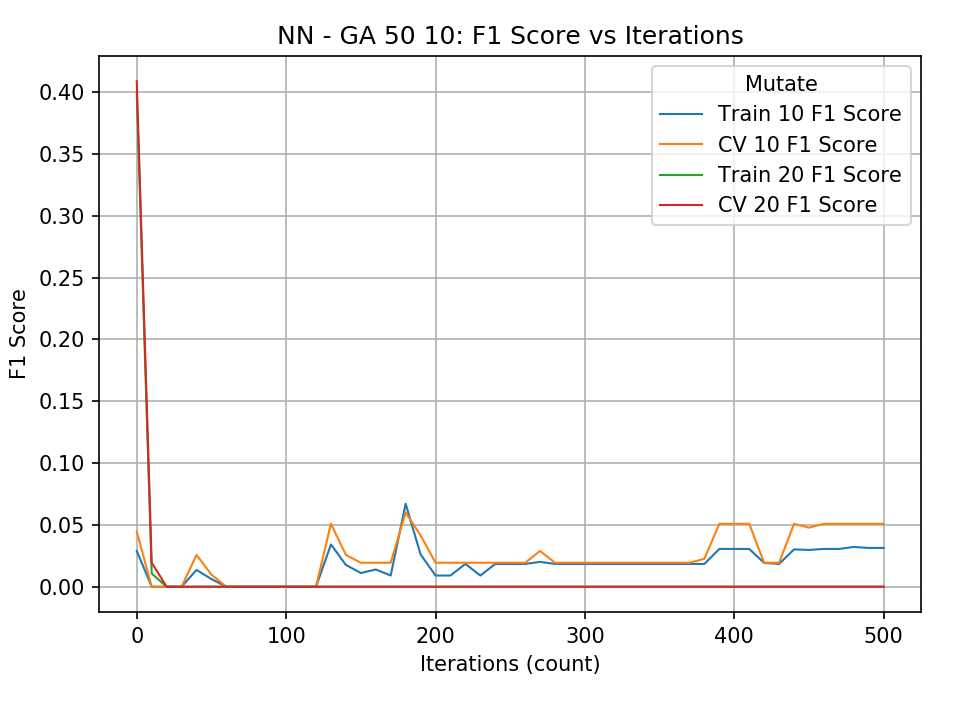 NN - GA 50 10: F1 Score vs Iterations
Mutate
Train 10 F1 Score
CV 10 F1 Score
Train 20 F1 Score
CV 20 F1 Score
F1 Score
0.40
0.35
0.30
0.25
0.20
0.15
0.10
0.05
0.00
0 100 200 300 400 500
Iterations (count)